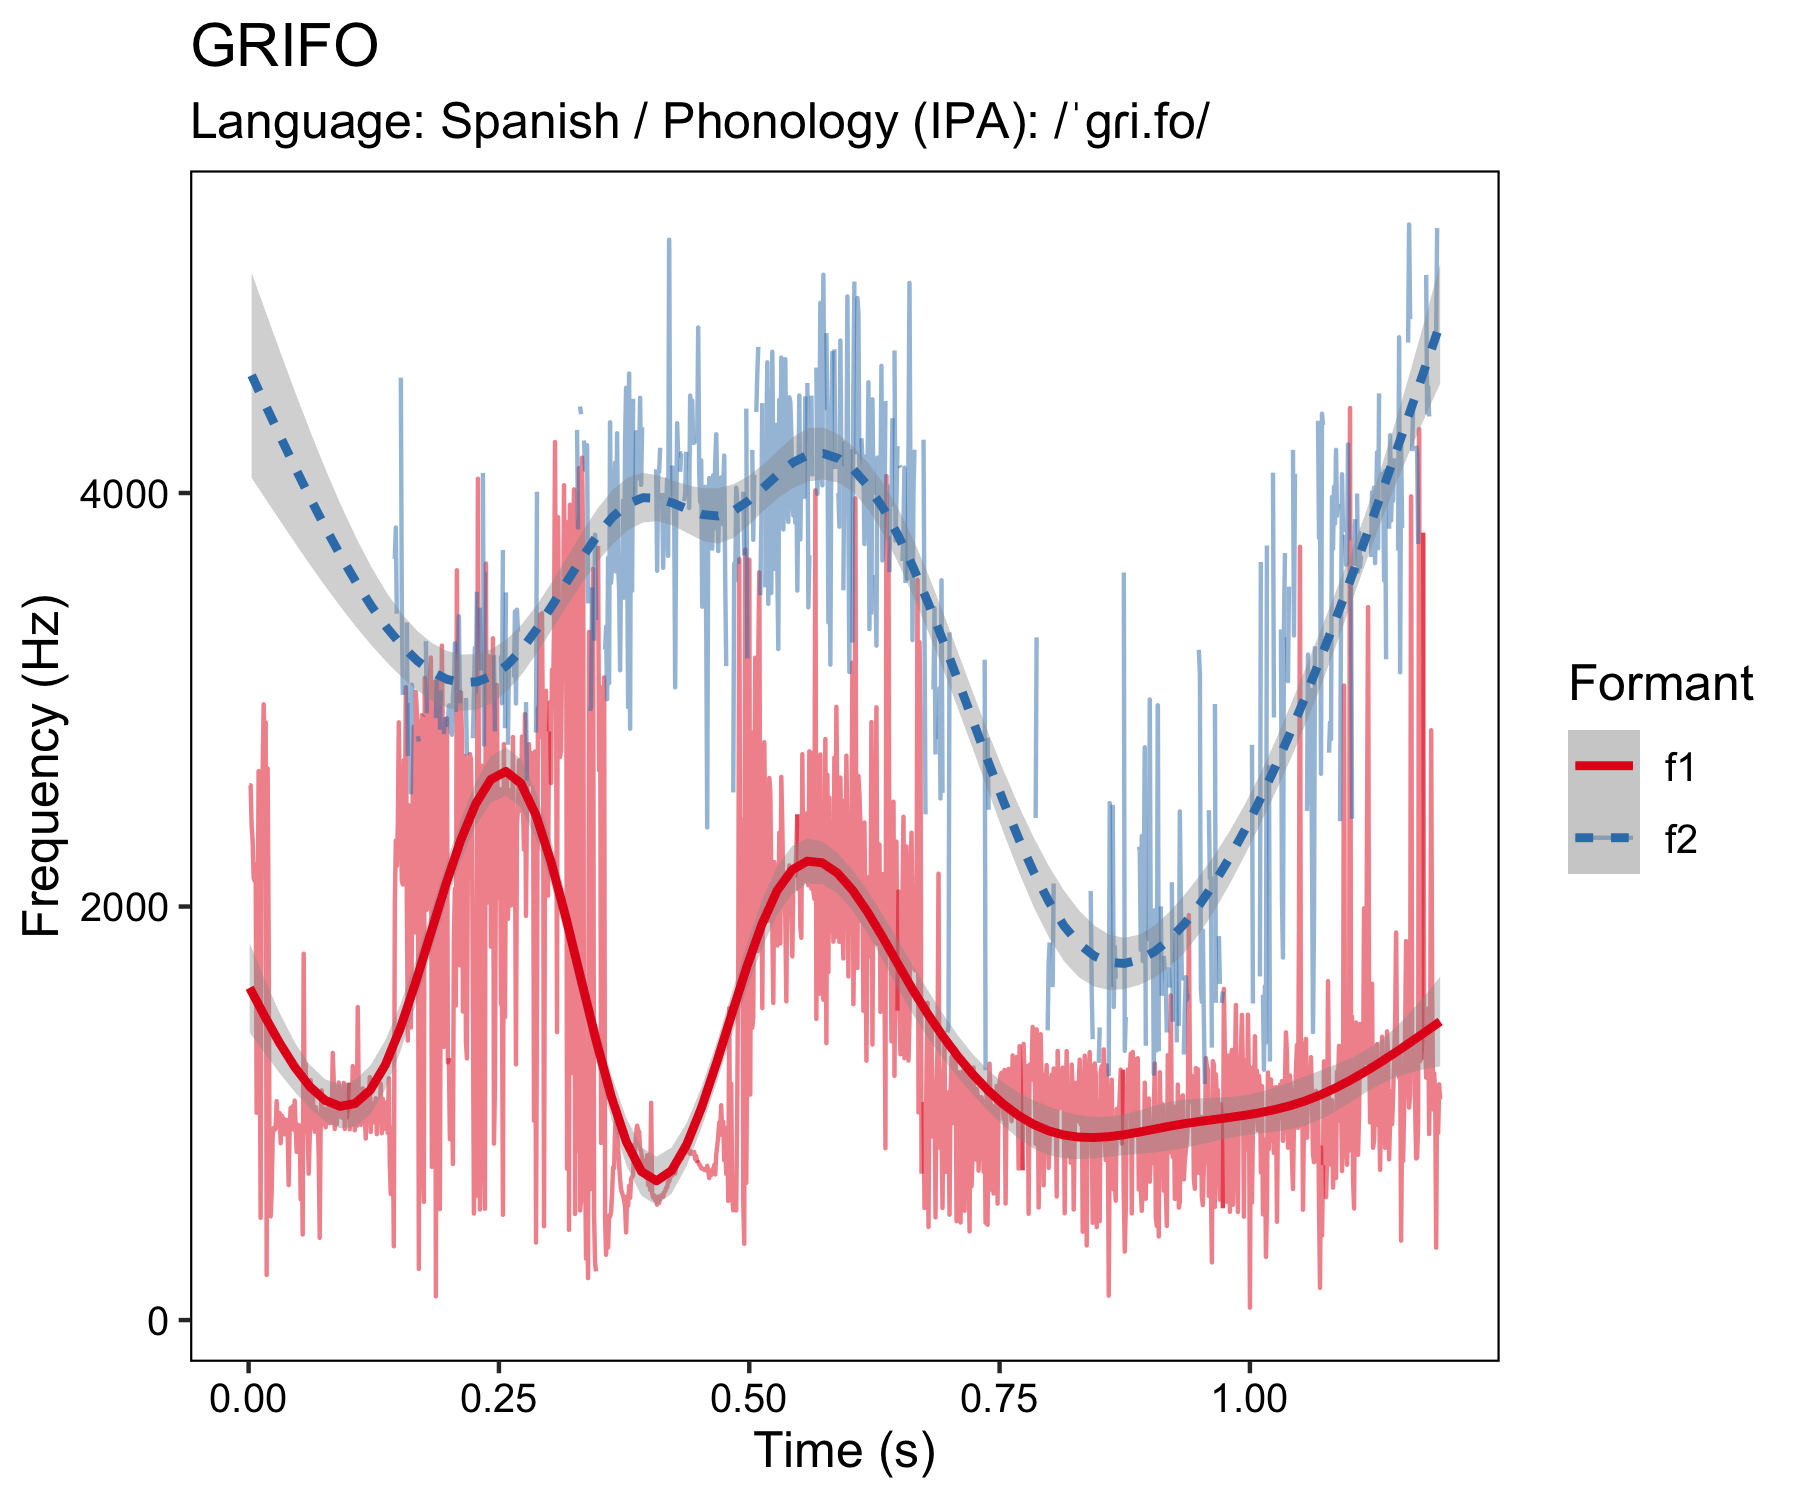 GRIFO
Language: Spanish / Phonology (IPA): /ˈgɾi.fo/
Frequency (Hz)
4000
2000
0
0.00 0.25 0.50 0.75 1.00
Time (s)
Formant
f1
f2